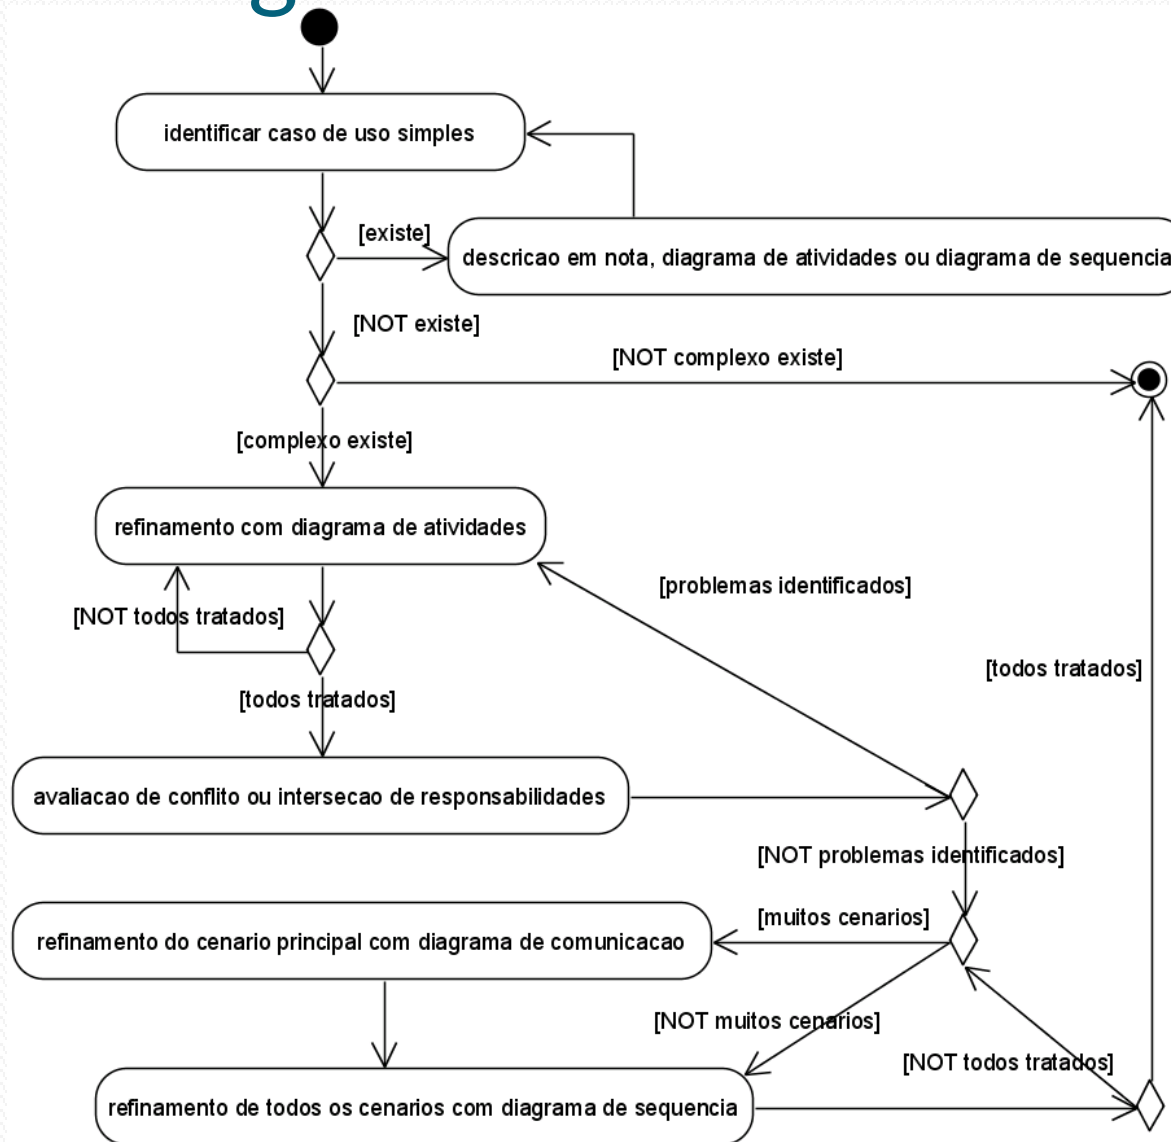 identificar caso de uso simples
[existe]
descricao em nota, diagrama de atividades ou diagrama de sequencia
[NOT existe]
[NOT complexo existe]
[complexo existe]
refinamento com diagrama de atividades
[problemas identificados]
[NOT todos tratados]
[todos tratados]
[todos tratados]
avaliacao de conflito ou intersecao de responsabilidades
[NOT problemas identificados]
[muitos cenarios]
refinamento do cenario principal com diagrama de comunicacao
[NOT muitos cenarios]
[NOT todos tratados]
refinamento de todos os cenarios com diagrama de sequencia